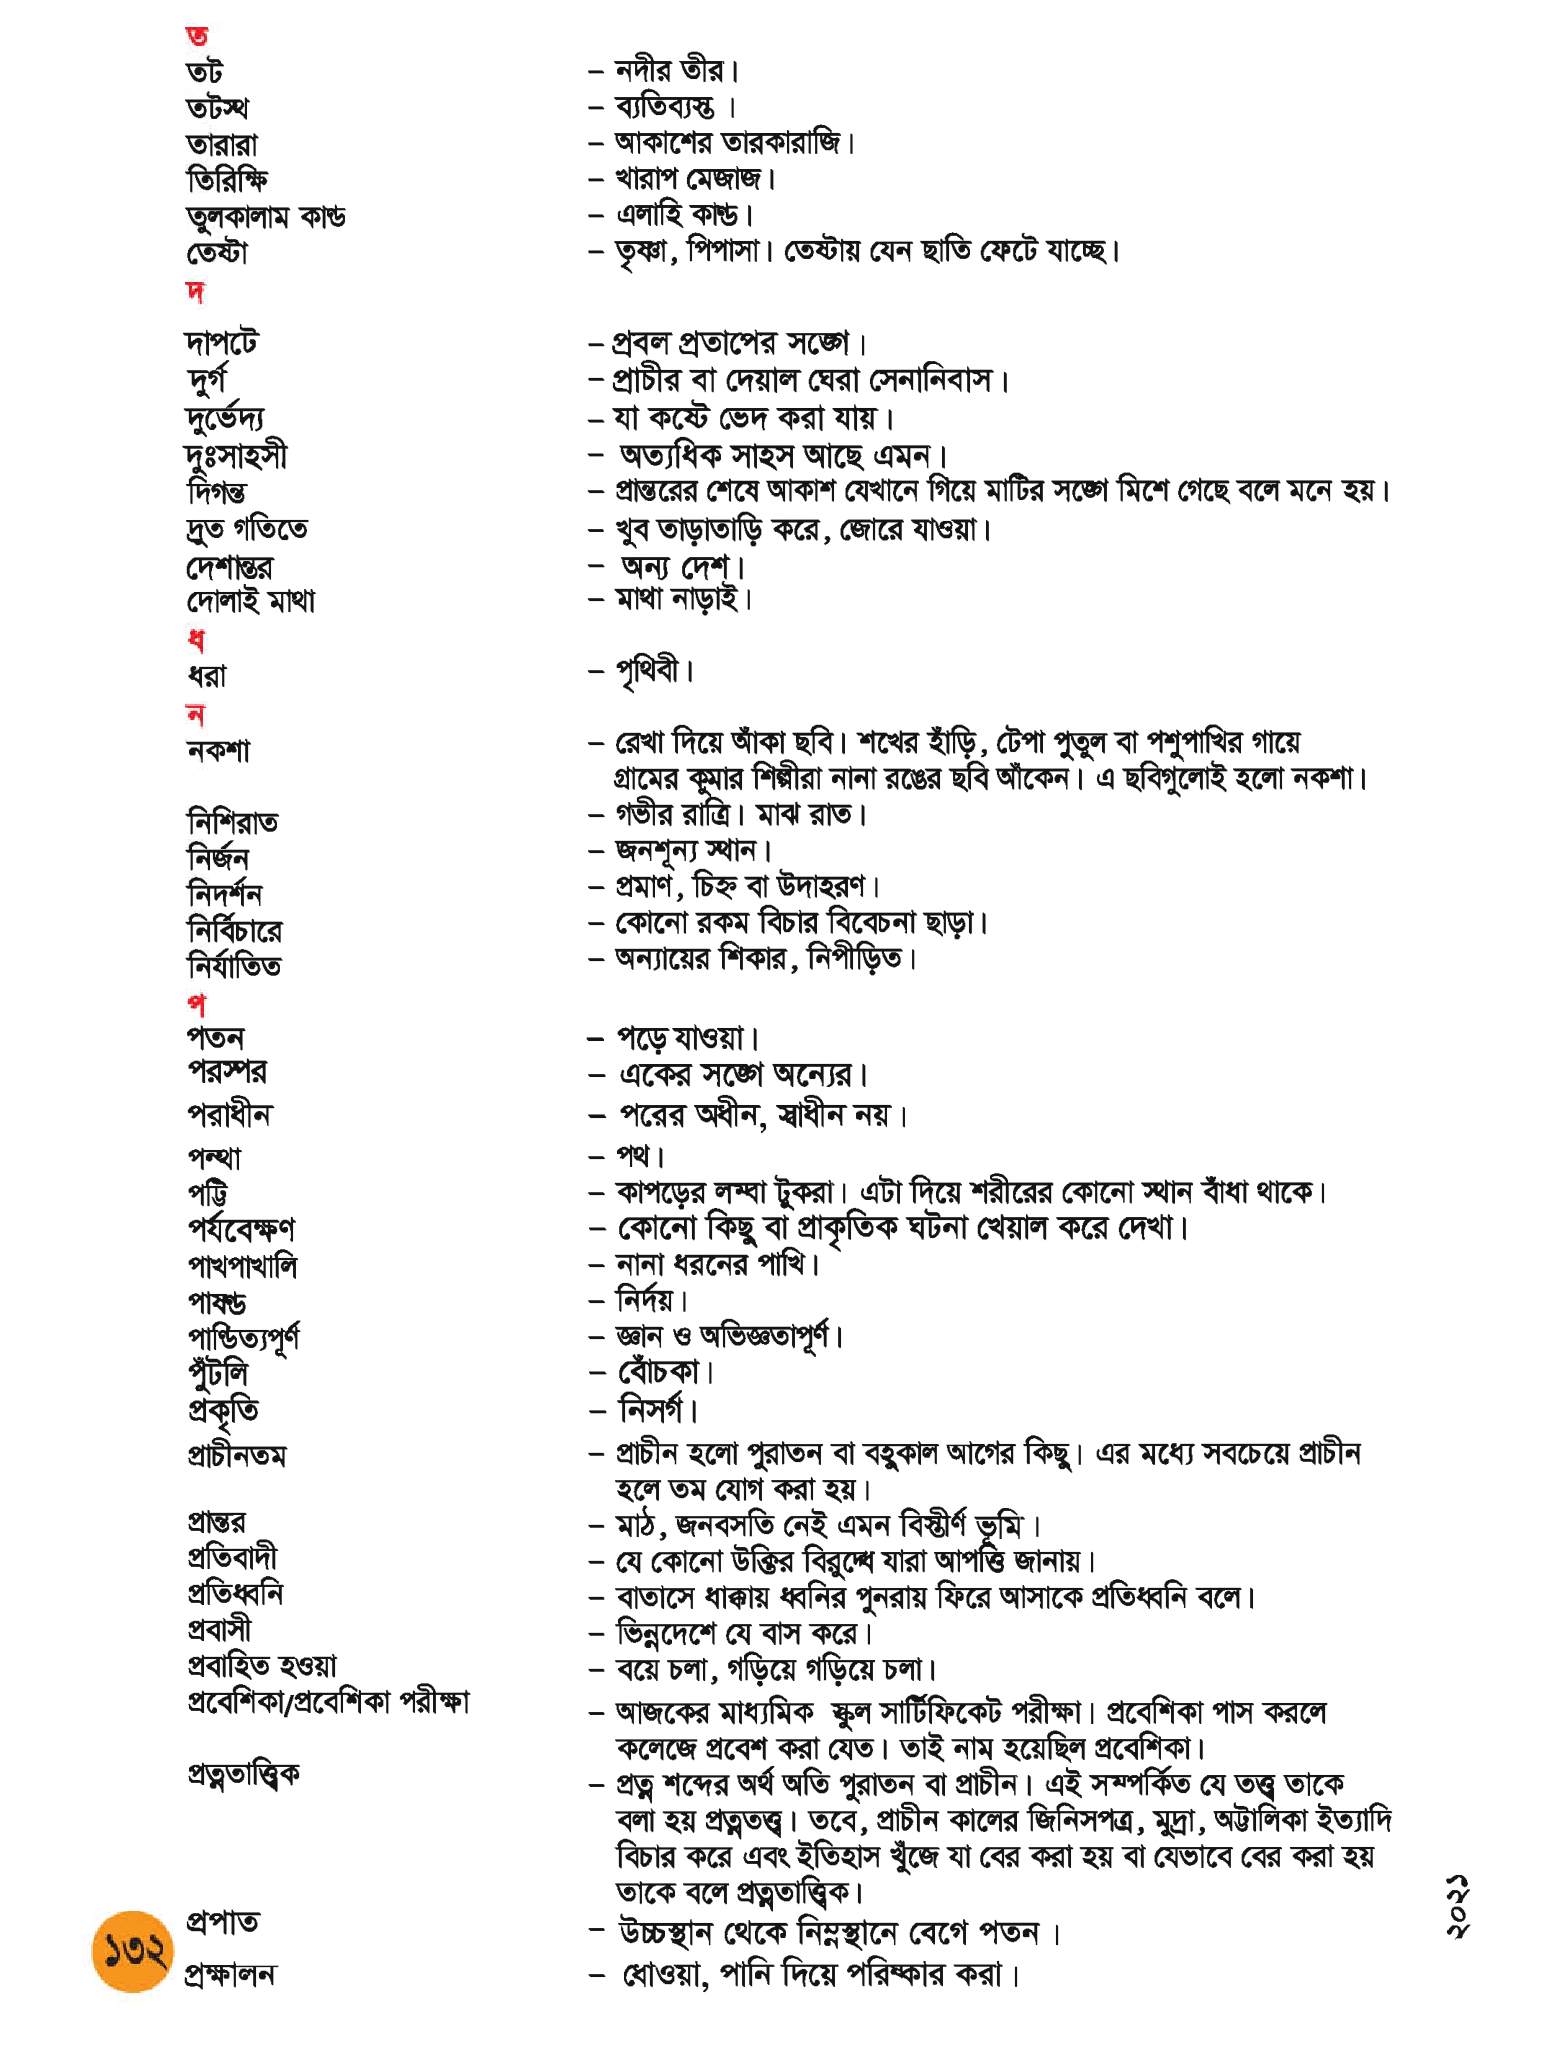 ত
তট – নদীর তীর।
তটস্থ – ব্যতিব্যস্ত ।
তারারা – আকাশের তারকারাজি।
তিরিক্ষি – খারাপ মেজাজ।
তুলকালাম কান্ড – এলাহি কান্ড।
তেষ্টা – তৃষ্ণা, পিপাসা। তেষ্টায় যেন ছাতি ফেটে যাচ্ছে।
দ
দাপটে – প্রবল প্রতাপের সঙ্গে।
দুর্গ – প্রাচীর বা দেয়াল ঘেরা সেনানিবাস।
দুর্ভেদ্য – যা কষ্টে ভেদ করা যায়।
দুঃসাহসী – অত্যধিক সাহস আছে এমন।
দিগন্ত – প্রান্তরের শেষে আকাশ যেখানে গিয়ে মাটির সঙ্গে মিশে গেছে বলে মনে হয়।
দ্রুত গতিতে – খুব তাড়াতাড়ি করে, জোরে যাওয়া।
দেশান্তর – অন্য দেশ।
দোলাই মাথা – মাথা নাড়াই।
ধ
ধরা – পৃথিবী।
ন
নকশা – রেখা দিয়ে আঁকা ছবি। শখের হাঁড়ি, টেপা পুতুল বা পশুপাখির গায়ে
গ্রামের কুমার শিল্পীরা নানা রঙের ছবি আঁকেন। এ ছবিগুলোই হলো নকশা।
নিশিরাত – গভীর রাত্রি। মাঝ রাত।
নির্জন – জনশূন্য স্থান।
নিদর্শন – প্রমাণ, চিহ্ন বা উদাহরণ।
নির্বিচারে – কোনো রকম বিচার বিবেচনা ছাড়া।
নির্যাতিত – অন্যায়ের শিকার, নিপীড়িত।
প
পতন – পড়ে যাওয়া।
পরস্পর – একের সঙ্গে অন্যের।
পরাধীন – পরের অধীন, স্বাধীন নয়।
পন্থা – পথ।
পট্টি – কাপড়ের লম্বা টুকরা। এটা দিয়ে শরীরের কোনো স্থান বাঁধা থাকে।
পর্যবেক্ষণ – কোনো কিছু বা প্রাকৃতিক ঘটনা খেয়াল করে দেখা।
পাখপাখালি – নানা ধরনের পাখি।
পাষণ্ড – নির্দয়।
পাণ্ডিত্যপূর্ণ – জ্ঞান ও অভিজ্ঞতাপূর্ণ।
পুঁটলি – বোঁচকা।
প্রকৃতি – নিসর্গ।
প্রাচীনতম – প্রাচীন হলো পুরাতন বা বহুকাল আগের কিছু। এর মধ্যে সবচেয়ে প্রাচীন
হলে তম যোগ করা হয়।
প্রান্তর – মাঠ, জনবসতি নেই এমন বিস্তীর্ণ ভূমি।
প্রতিবাদী – যে কোনো উক্তির বিরুদ্ধে যারা আপত্তি জানায়।
প্রতিধ্বনি – বাতাসে ধাক্কায় ধ্বনির পুনরায় ফিরে আসাকে প্রতিধ্বনি বলে।
প্রবাসী – ভিন্নদেশে যে বাস করে।
প্রবাহিত হওয়া – বয়ে চলা, গড়িয়ে গড়িয়ে চলা।
প্রবেশিকা/প্রবেশিকা পরীক্ষা – আজকের মাধ্যমিক স্কুল সার্টিফিকেট পরীক্ষা। প্রবেশিকা পাস করলে
কলেজে প্রবেশ করা যেত। তাই নাম হয়েছিল প্রবেশিকা।
প্রত্নতাত্ত্বিক – প্রত্ন শব্দের অর্থ অতি পুরাতন বা প্রাচীন। এই সম্পর্কিত যে তত্ত্ব তাকে
বলা হয় প্রত্নতত্ত্ব। তবে, প্রাচীন কালের জিনিসপত্র, মুদ্রা, অট্টালিকা ইত্যাদি
বিচার করে এবং ইতিহাস খুঁজে যা বের করা হয় বা যেভাবে বের করা হয়
তাকে বলে প্রত্নতাত্ত্বিক।
প্রপাত – উচ্চস্থান থেকে নিম্নস্থানে বেগে পতন ।
প্রক্ষালন – ধোওয়া, পানি দিয়ে পরিষ্কার করা।
১৩২
২০২১